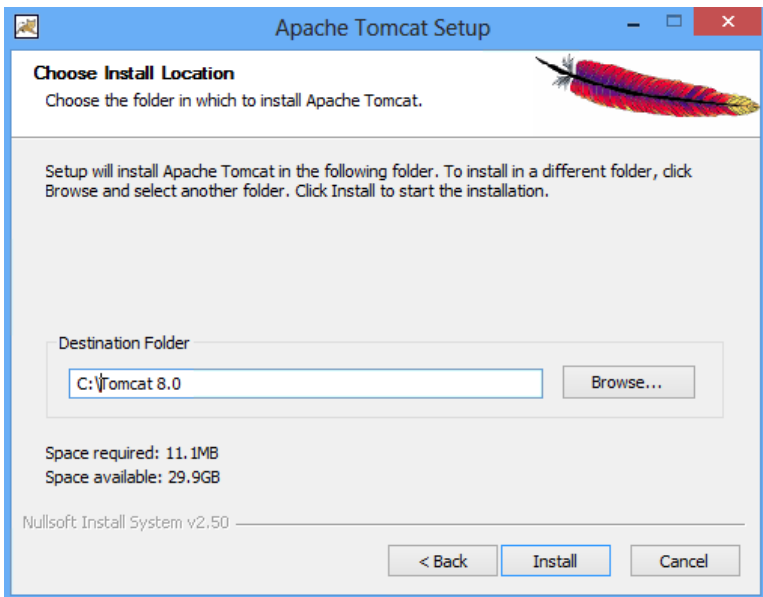 Apache Tomcat Setup
Choose Install Location
Choose the folder in which to install Apache Tomcat.
Setup will install Apache Tomcat in the following folder. To install in a different folder, click
Browse and select another folder. Click Install to start the installation.
Destination Folder
C:\Tomcat 8.0
Browse...
Space required: 11.1MB
Space available: 29.9GB
Nullsoft Install System v2.50
< Back
Install
Cancel